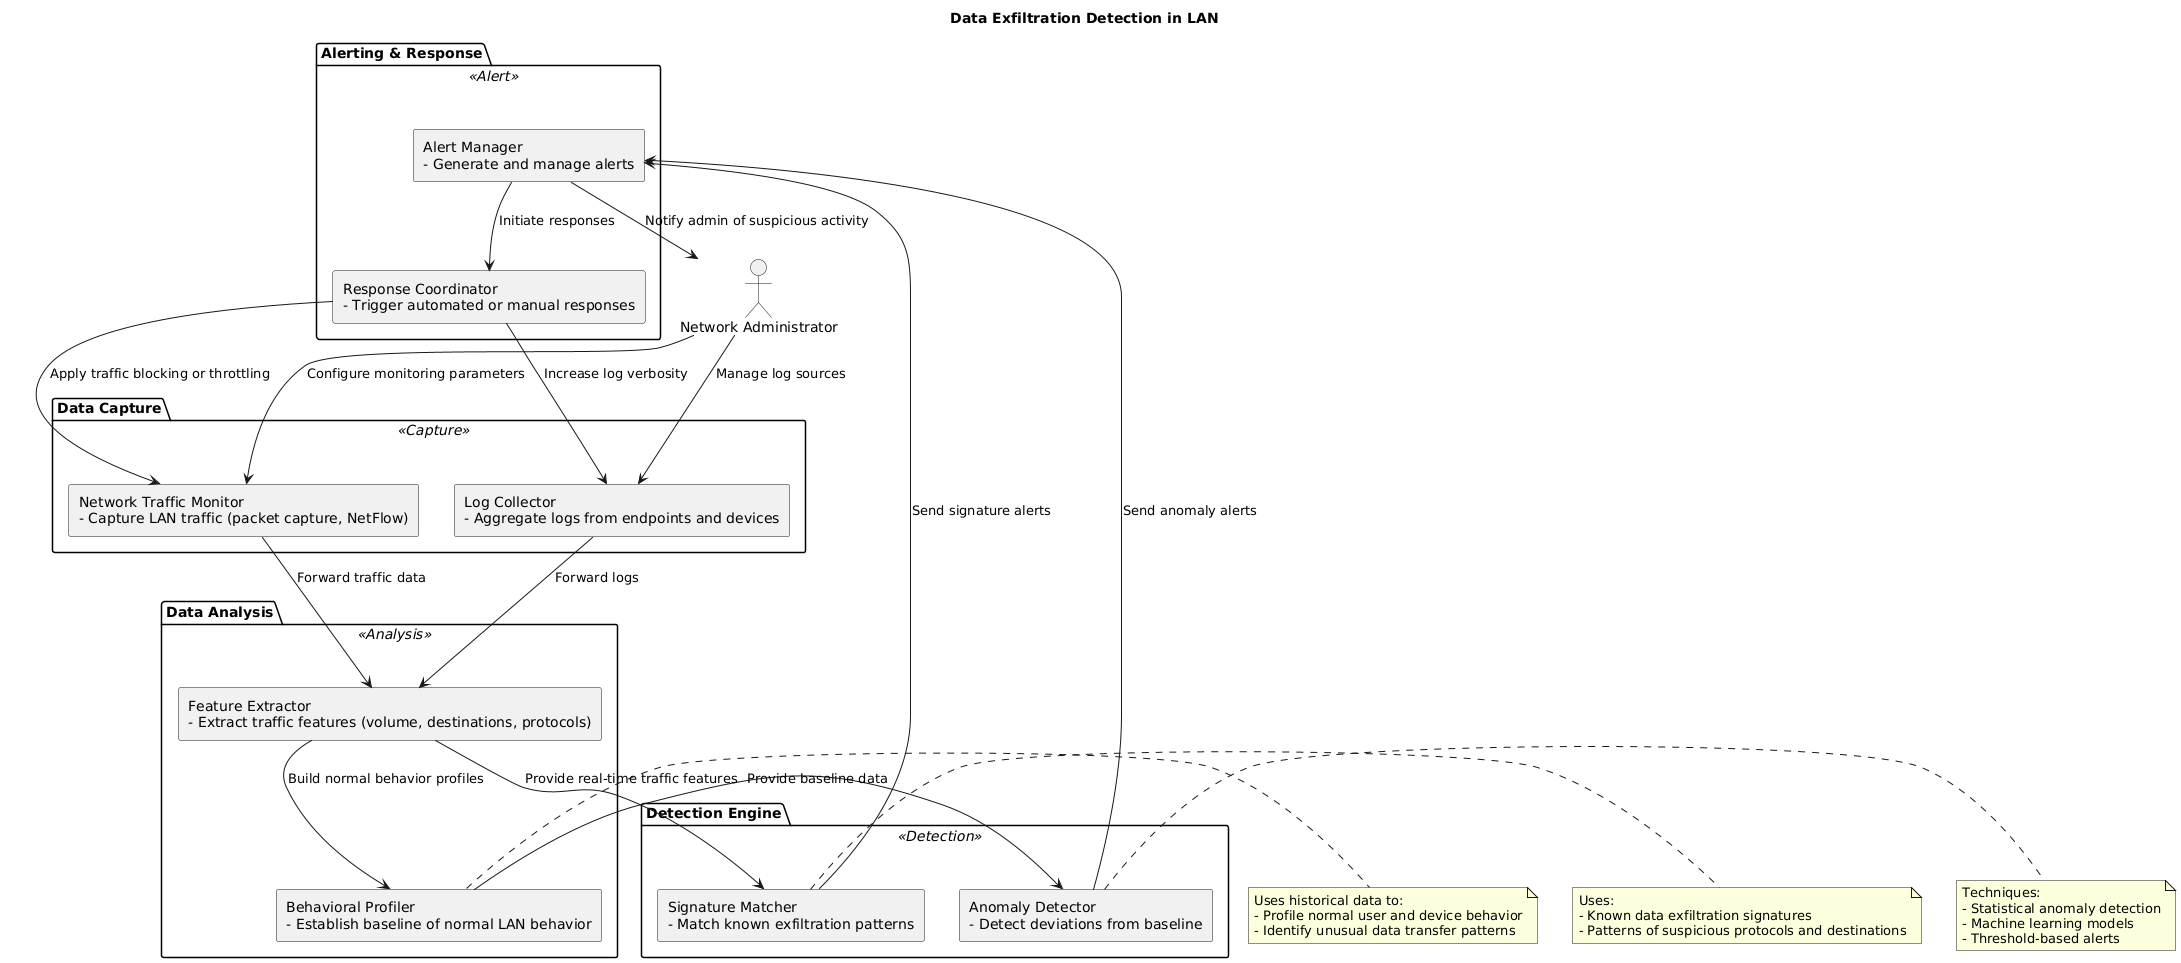 Data Exfiltration Detection in LAN
Alerting & Response
«Alert»
Alert Manager
- Generate and manage alerts
Initiate responses
Notify admin of suspicious activity
Response Coordinator
- Trigger automated or manual responses
Network Administrator
Apply traffic blocking or throttling
Configure monitoring parameters
Increase log verbosity
Manage log sources
Data Capture
«Capture»
Network Traffic Monitor
- Capture LAN traffic (packet capture, NetFlow)
Log Collector
- Aggregate logs from endpoints and devices
Send signature alerts
Send anomaly alerts
Forward traffic data
Forward logs
Data Analysis
«Analysis»
Feature Extractor
- Extract traffic features (volume, destinations, protocols)
Build normal behavior profiles
Provide real-time traffic features
Provide baseline data
Detection Engine
«Detection»
Behavioral Profiler
- Establish baseline of normal LAN behavior
Signature Matcher
- Match known exfiltration patterns
Anomaly Detector
- Detect deviations from baseline
Uses historical data to:
- Profile normal user and device behavior
- Identify unusual data transfer patterns
Uses:
- Known data exfiltration signatures
- Patterns of suspicious protocols and destinations
Techniques:
- Statistical anomaly detection
- Machine learning models
- Threshold-based alerts